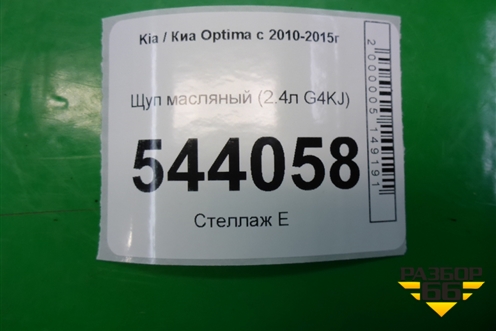 Kia / Киа Optima с 2010-2015г
Щуп масляный (2.4л G4KJ)
544058
Стеллаж Е
2000005149191
РАЗБОР
66